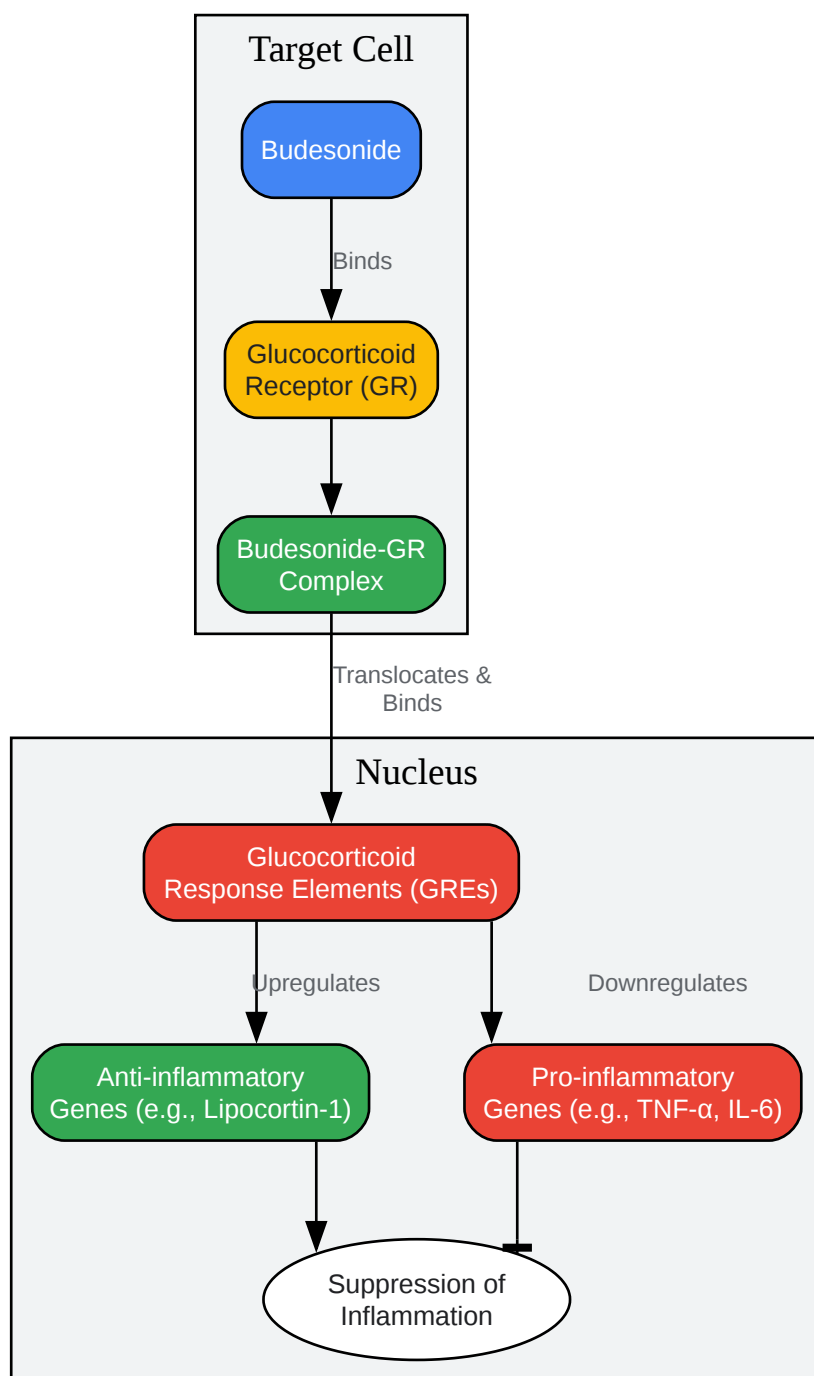 Target Cell
Budesonide
Binds
Glucocorticoid
Receptor (GR)
Budesonide-GR
Complex
Translocates &
Binds
Nucleus
Glucocorticoid
Response Elements (GREs)
Upregulates
Downregulates
Anti-inflammatory
Genes (e.g., Lipocortin-1)
Pro-inflammatory
Genes (e.g., TNF-α, IL-6)
Suppression of
Inflammation